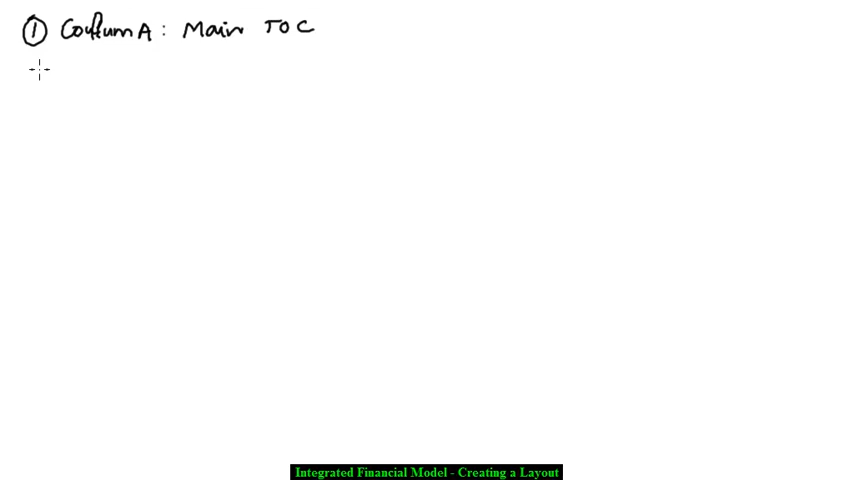 ① Column A : Main TOC
Integrated Financial Model - Creating a Layout